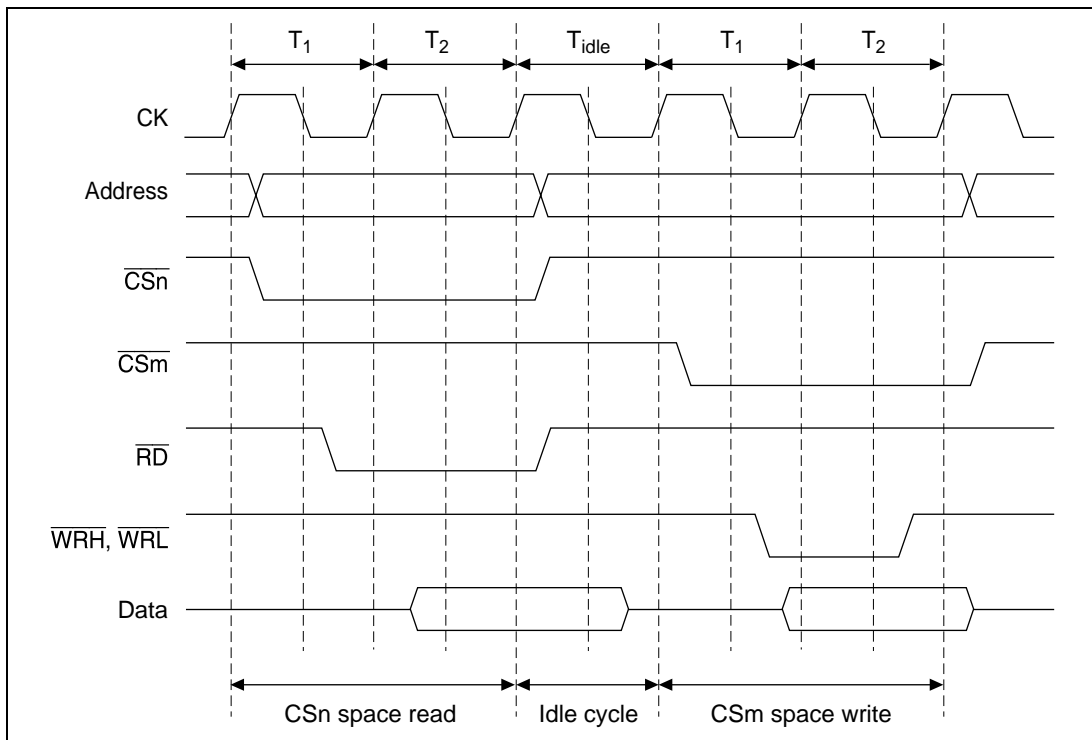 T1 T2 Tidle T1 T2
CK
Address
CSn
CSm
RD
WRH, WRL
Data
CSn space read Idle cycle CSm space write